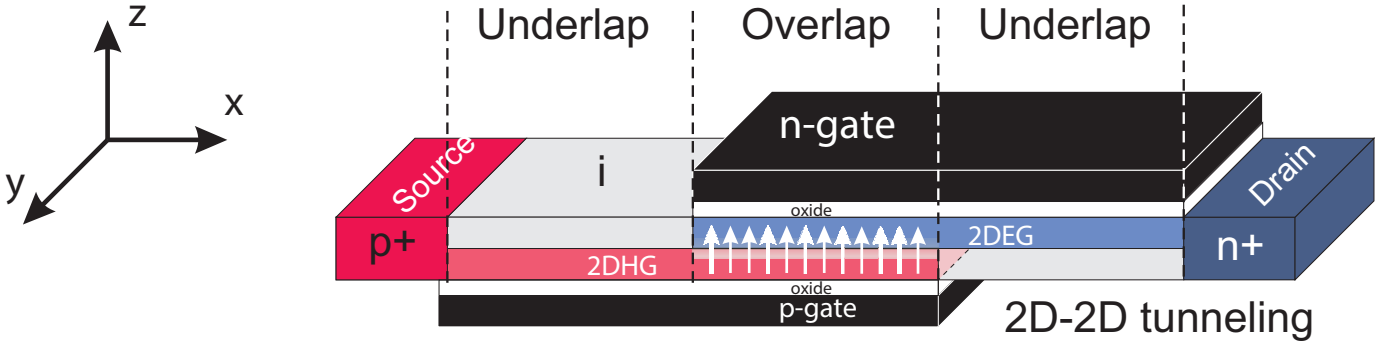 z
x
y
Underlap
Overlap
Underlap
n-gate
Source
i
Drain
oxide
p+
2DEG
n+
2DHG
oxide
p-gate
2D-2D tunneling